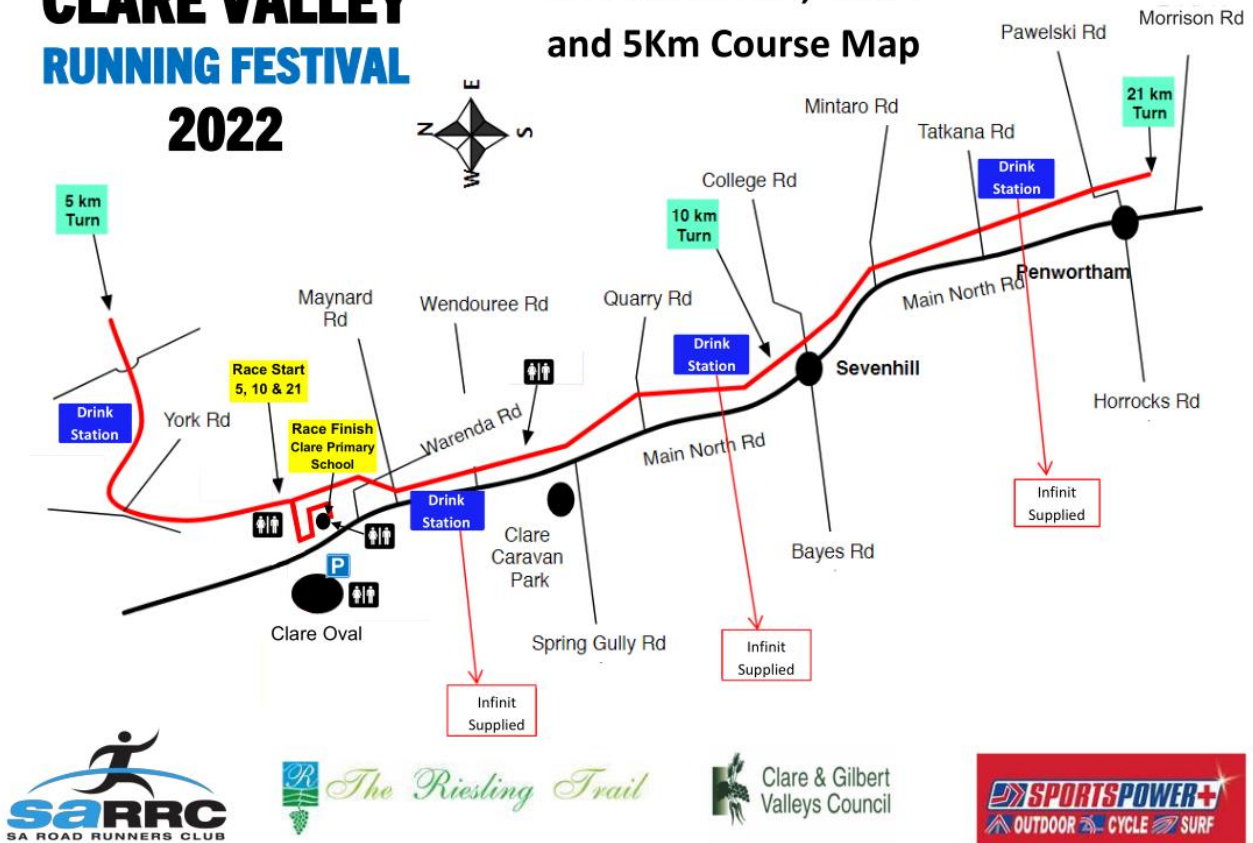 CLARE VALLEY
RUNNING FESTIVAL
2022
and 5Km Course Map
E
N
S
W
Morrison Rd
Pawelski Rd
21 km
Turn
Mintaro Rd
Tatkana Rd
Drink
Station
College Rd
5 km
Turn
10 km
Turn
Penwortham
Main North Rd
Maynard
Rd
Wendouree Rd
Quarry Rd
Drink
Station
Sevenhill
Race Start
5, 10 & 21
Horrocks Rd
Drink
Station
York Rd
Race Finish
Clare Primary
School
Warenda Rd
Main North Rd
Drink
Station
Infinit
Supplied
Clare
Caravan
Park
Bayes Rd
P
Clare Oval
Spring Gully Rd
Infinit
Supplied
Infinit
Supplied
saRRC
SA ROAD RUNNERS CLUB
R
The Riesling Trail
Clare & Gilbert
Valleys Council
SPORTSPOWER+
OUTDOOR CYCLE SURF